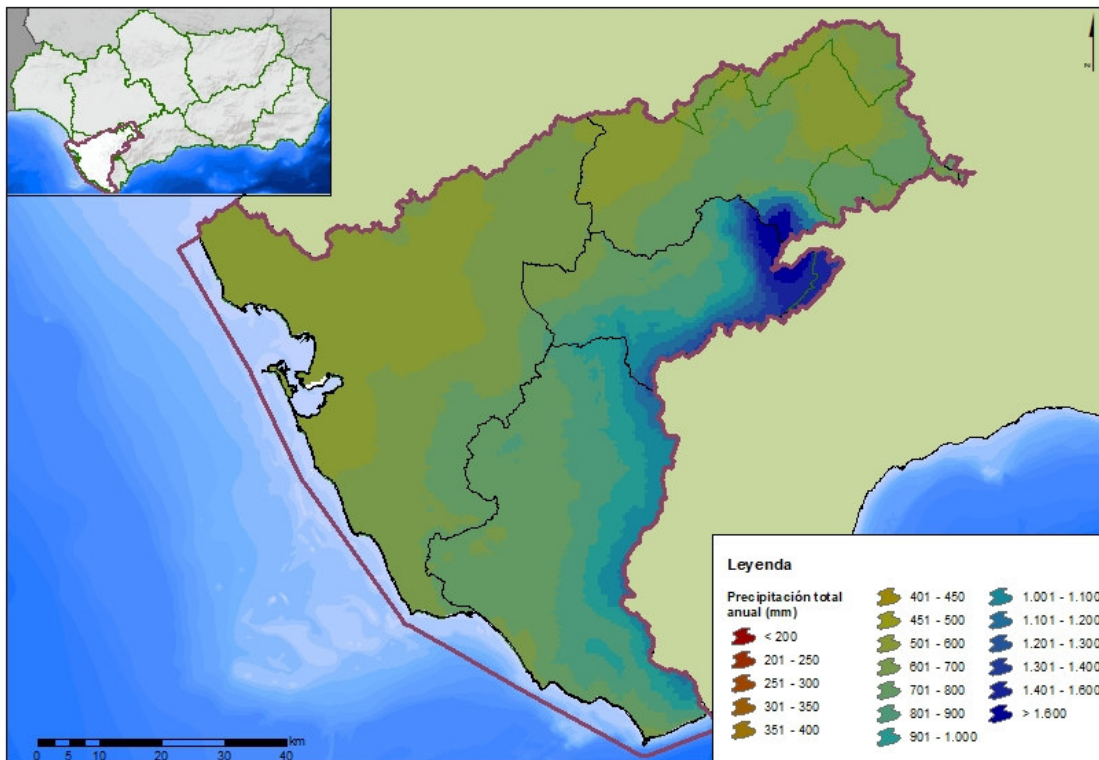 N
Leyenda
Precipitación total
anual (mm)
< 200
201 - 250
251 - 300
301 - 350
351 - 400
401 - 450
451 - 500
501 - 600
601 - 700
701 - 800
801 - 900
901 - 1.000
1.001 - 1.100
1.101 - 1.200
1.201 - 1.300
1.301 - 1.400
1.401 - 1.600
> 1.600
km
0 5 10 20 30 40